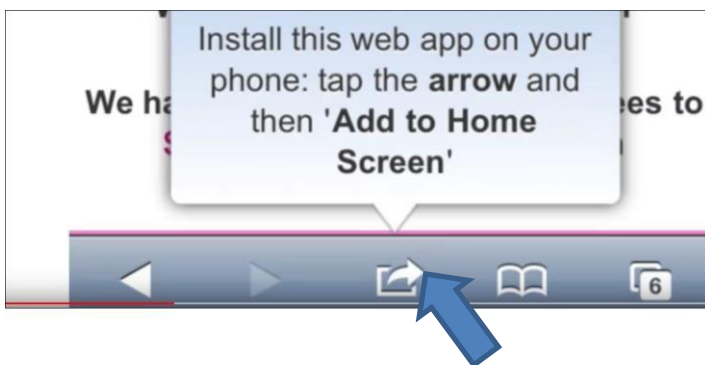 Install this web app on your
phone: tap the arrow and
We ha
ees to
then 'Add to Home
Screen'
6